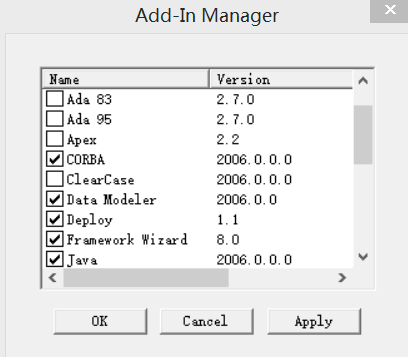 Add-In Manager
Name Version
Ada 83 2.7.0
Ada 95 2.7.0
Apex 2.2
CORBA 2006.0.0.0
ClearCase 2006.0.0.0
Data Modeler 2006.0.0
Deploy 1.1
Framework Wizard 8.0
Java 2006.0.0.0
OK Cancel Apply